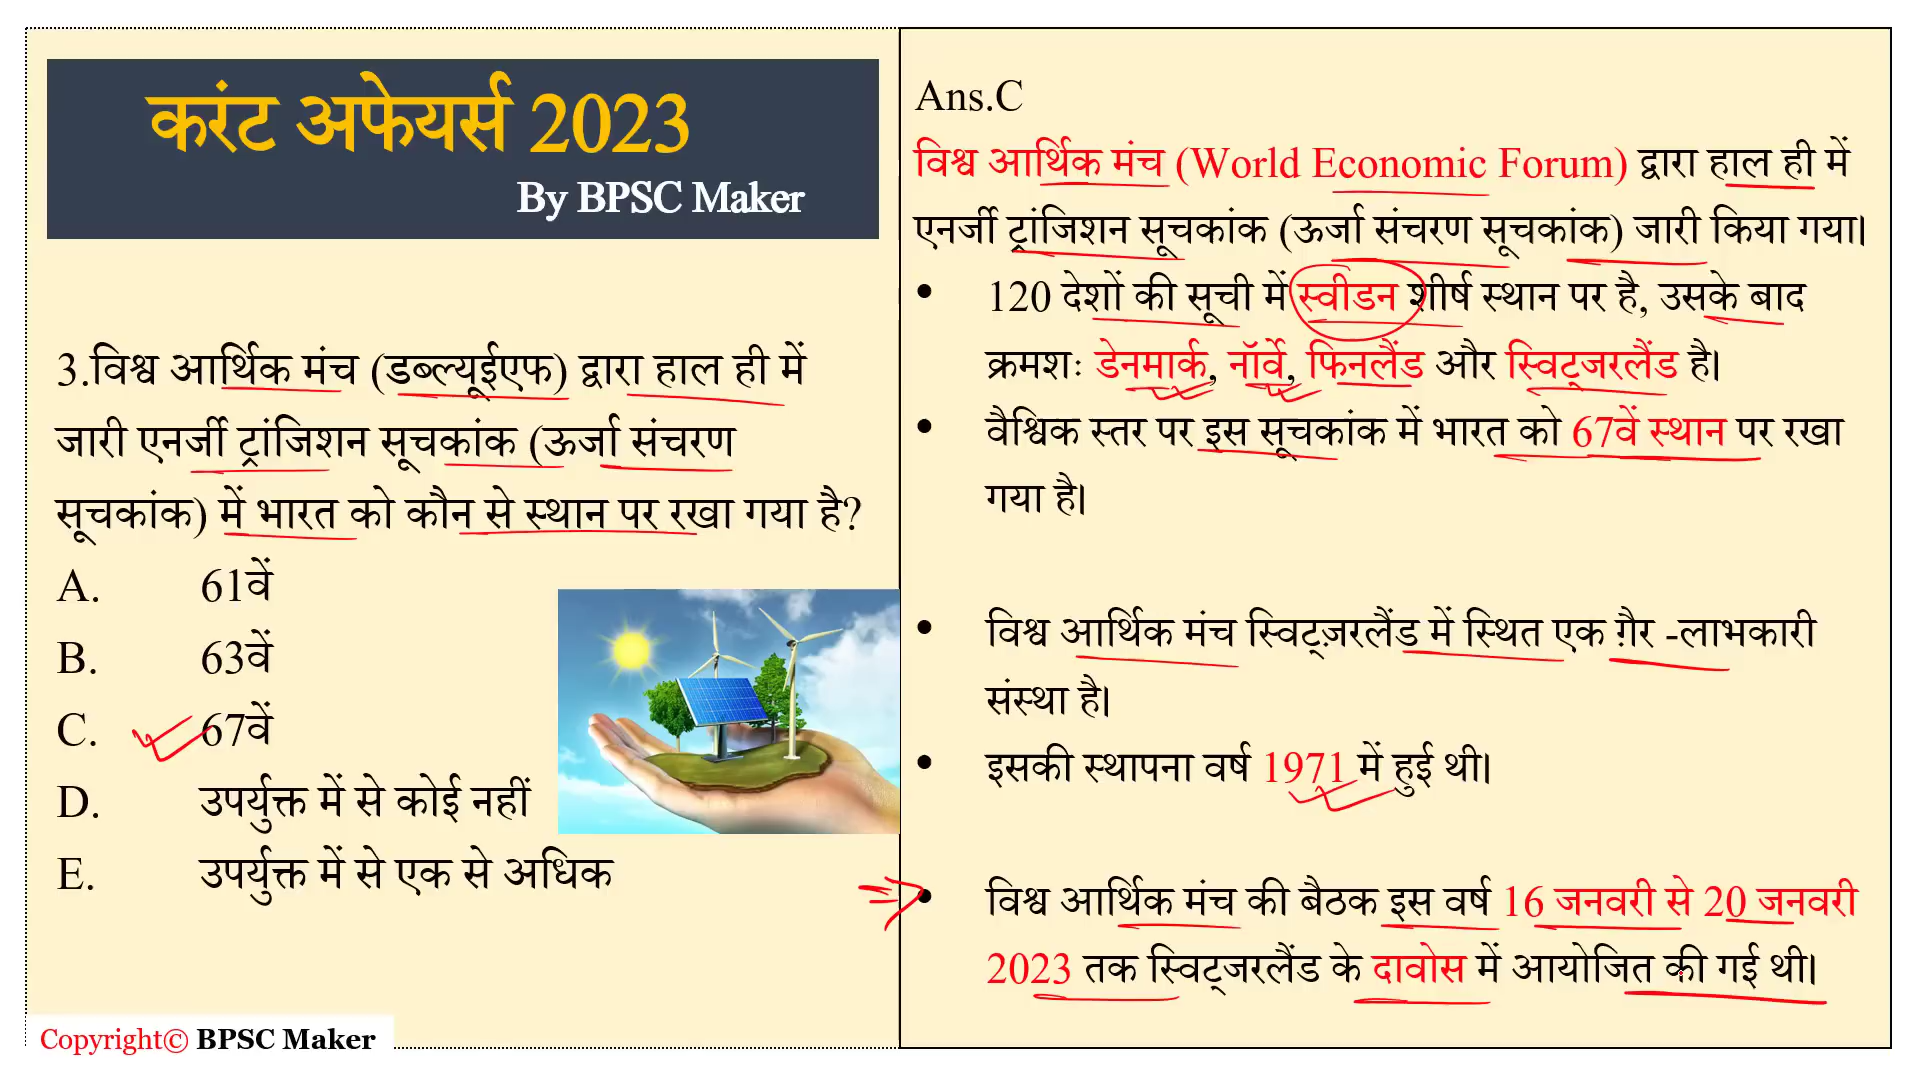 करंट अफेयर्स 2023
By BPSC Maker
3.विश्व आर्थिक मंच (डब्ल्यूईएफ) द्वारा हाल ही में
जारी एनर्जी ट्रांजिशन सूचकांक (ऊर्जा संचरण
सूचकांक) में भारत को कौन से स्थान पर रखा गया है?
A. 61वें
B. 63वें
C. 67वें
D. उपर्युक्त में से कोई नहीं
E. उपर्युक्त में से एक से अधिक
Copyright© BPSC Maker
Ans.C
विश्व आर्थिक मंच (World Economic Forum) द्वारा हाल ही में
एनर्जी ट्रांजिशन सूचकांक (ऊर्जा संचरण सूचकांक) जारी किया गया।
• 120 देशों की सूची में स्वीडन शीर्ष स्थान पर है, उसके बाद
क्रमशः डेनमार्क, नॉर्वे, फिनलैंड और स्विट्जरलैंड है।
• वैश्विक स्तर पर इस सूचकांक में भारत को 67वें स्थान पर रखा
गया है।
• विश्व आर्थिक मंच स्विट्ज़रलैंड में स्थित एक ग़ैर -लाभकारी
संस्था है।
• इसकी स्थापना वर्ष 1971 में हुई थी।
• विश्व आर्थिक मंच की बैठक इस वर्ष 16 जनवरी से 20 जनवरी
2023 तक स्विट्जरलैंड के दावोस में आयोजित की गई थी।